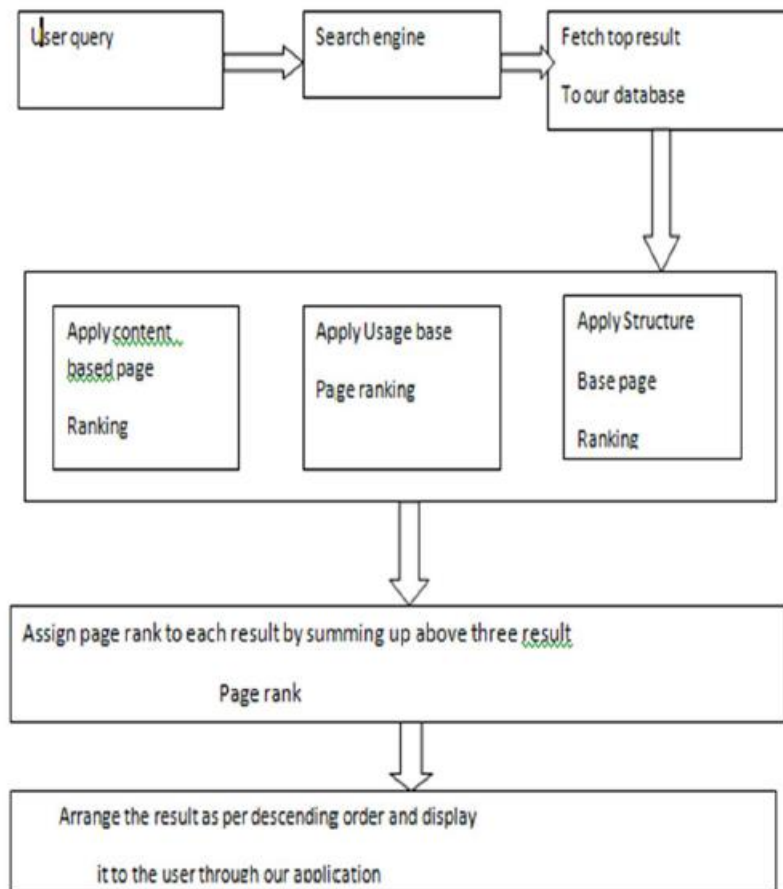 User query
Search engine
Fetch top result
To our database
Apply content
based page
Ranking
Apply Usage base
Page ranking
Apply Structure
Base page
Ranking
Assign page rank to each result by summing up above three result
Page rank
Arrange the result as per descending order and display
it to the user through our application